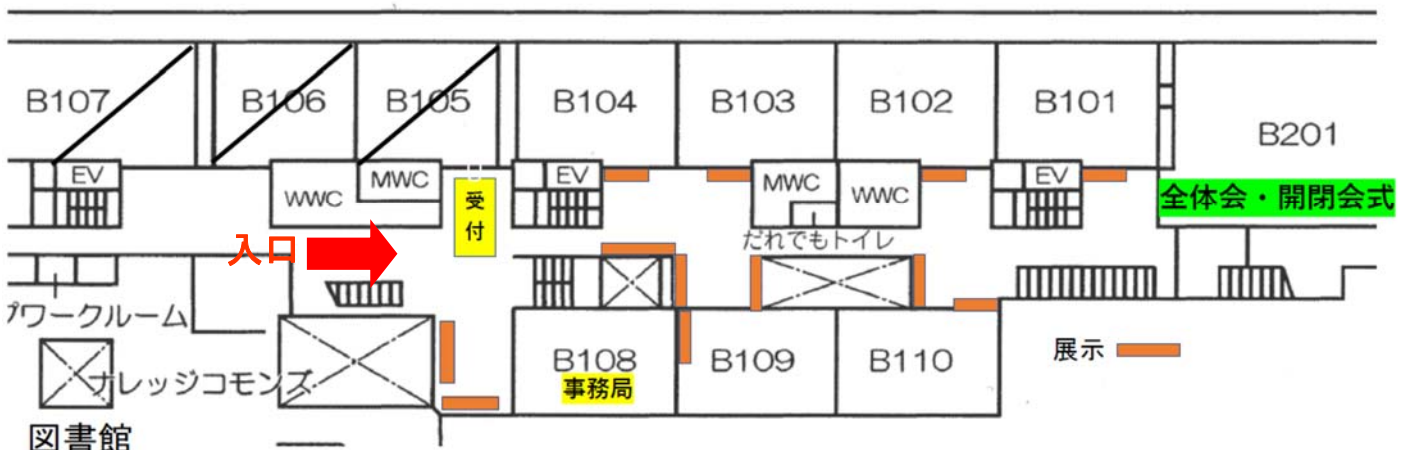 B107
B106
B105
B104
B103
B102
B101
B201
EV
WWC
MWC
受付
EV
MWC
WWC
EV
全体会・開閉会式
入口
だれでもトイレ
プワークルーム
ナレッジコモンズ
図書館
B108
事務局
B109
B110
展示